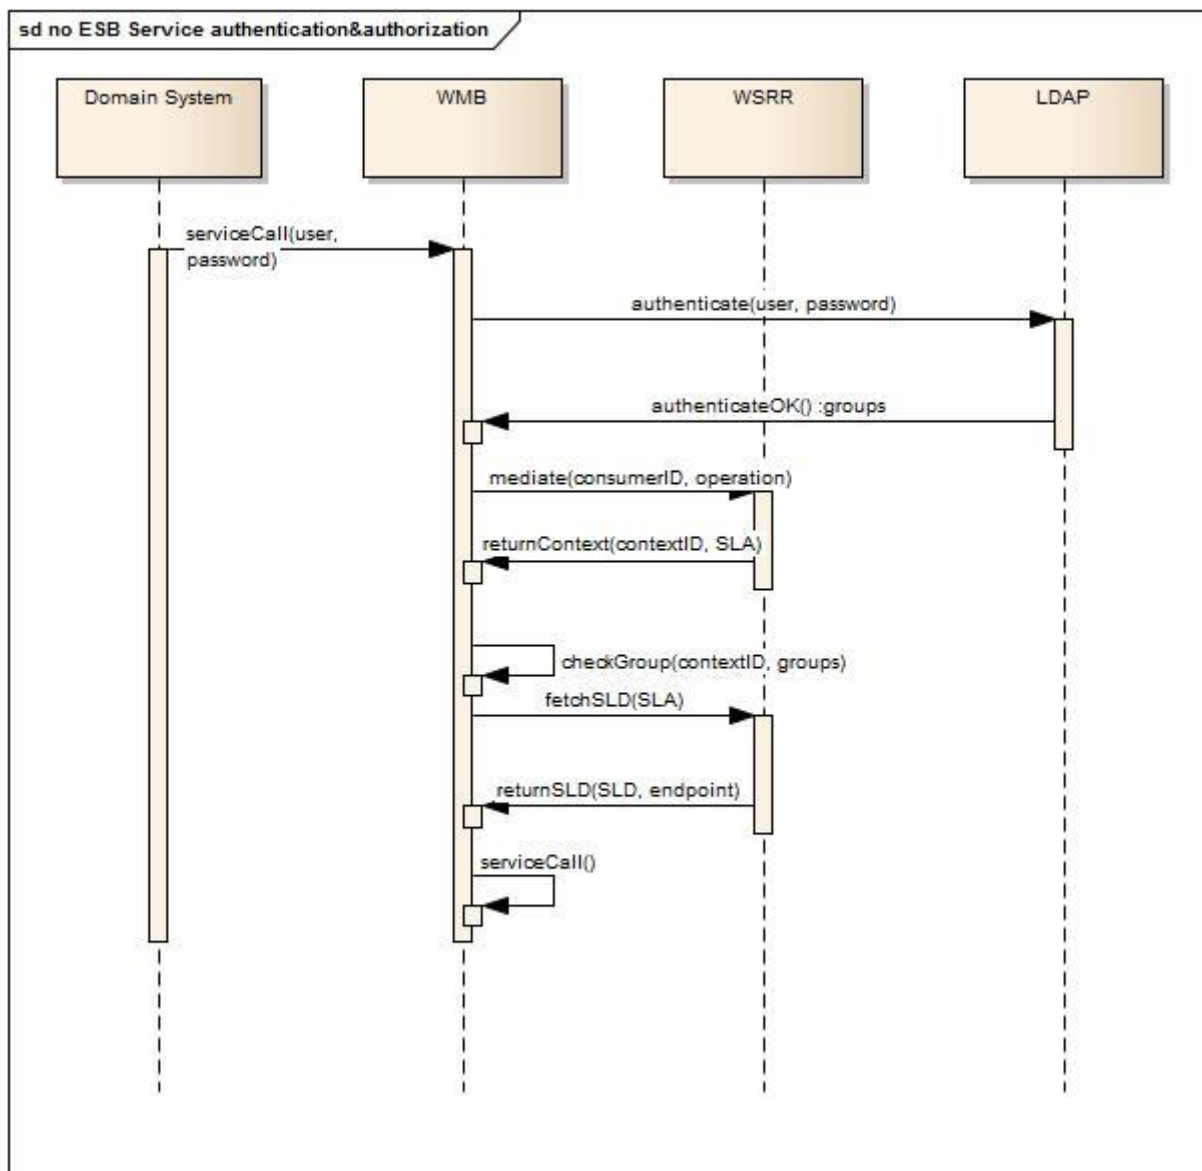 sd no ESB Service authentication&authorization
Domain System
WMB
WSRR
LDAP
serviceCall(user,
password)
authenticate(user, password)
authenticateOK() :groups
mediate(consumerID, operation)
returnContext(contextID, SLA)
checkGroup(contextID, groups)
fetchSLD(SLA)
returnSLD(SLD, endpoint)
serviceCall()